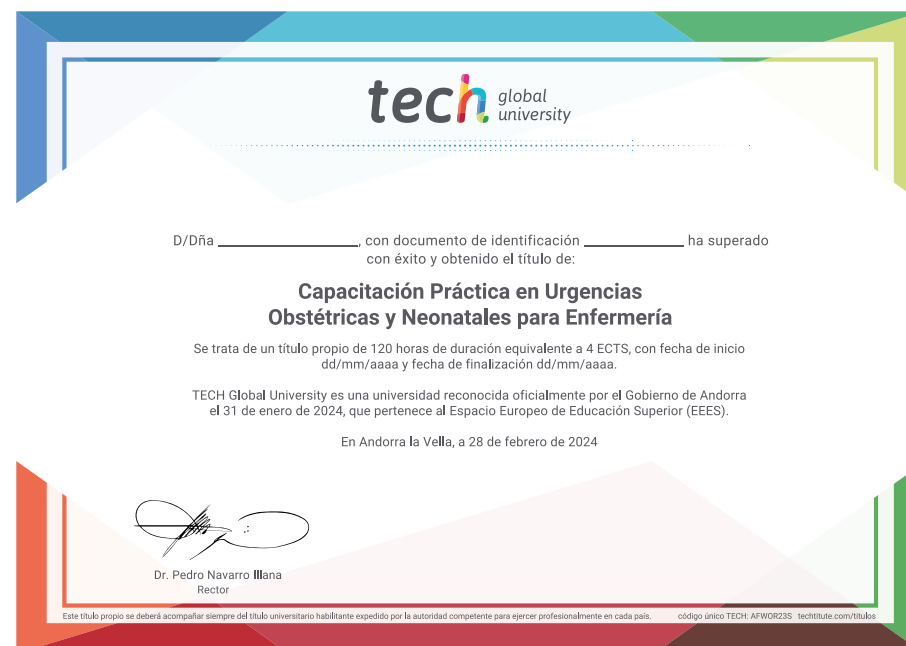 tech global
university
D/Dña ______________, con documento de identificación __________ ha superado
con éxito y obtenido el título de:
Capacitación Práctica en Urgencias
Obstétricas y Neonatales para Enfermería
Se trata de un título propio de 120 horas de duración equivalente a 4 ECTS, con fecha de inicio
dd/mm/aaaa y fecha de finalización dd/mm/aaaa.
TECH Global University es una universidad reconocida oficialmente por el Gobierno de Andorra
el 31 de enero de 2024, que pertenece al Espacio Europeo de Educación Superior (EEES).
En Andorra la Vella, a 28 de febrero de 2024
Dr. Pedro Navarro Illana
Rector
Este título propio se deberá acompañar siempre del título universitario habilitante expedido por la autoridad competente para ejercer profesionalmente en cada país. código único TECH: AFWOR23S techtitute.com/titulos